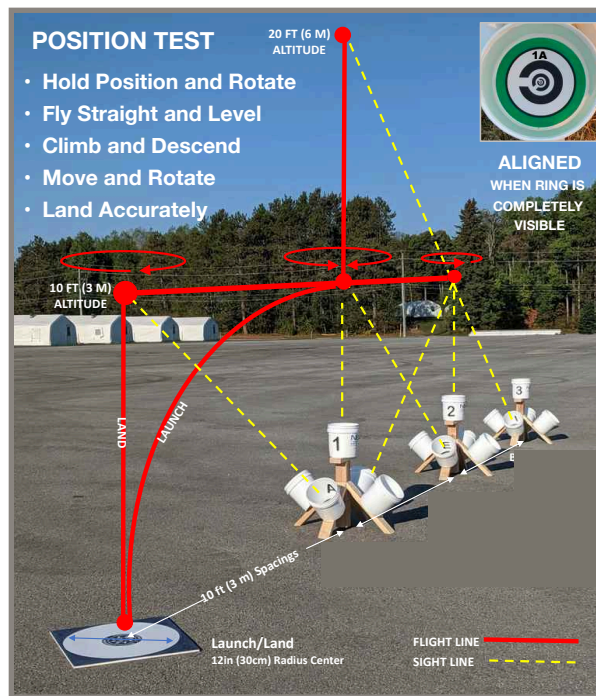 POSITION TEST
• Hold Position and Rotate
• Fly Straight and Level
• Climb and Descend
• Move and Rotate
• Land Accurately
20 FT (6 M)
ALTITUDE
1A
ALIGNED
WHEN RING IS
COMPLETELY
VISIBLE
10 FT (3 M)
ALTITUDE
LAND
LAUNCH
1
2
3
A
E
B
10 ft (3 m) Spacings
Launch/Land
12in (30cm) Radius Center
FLIGHT LINE
SIGHT LINE